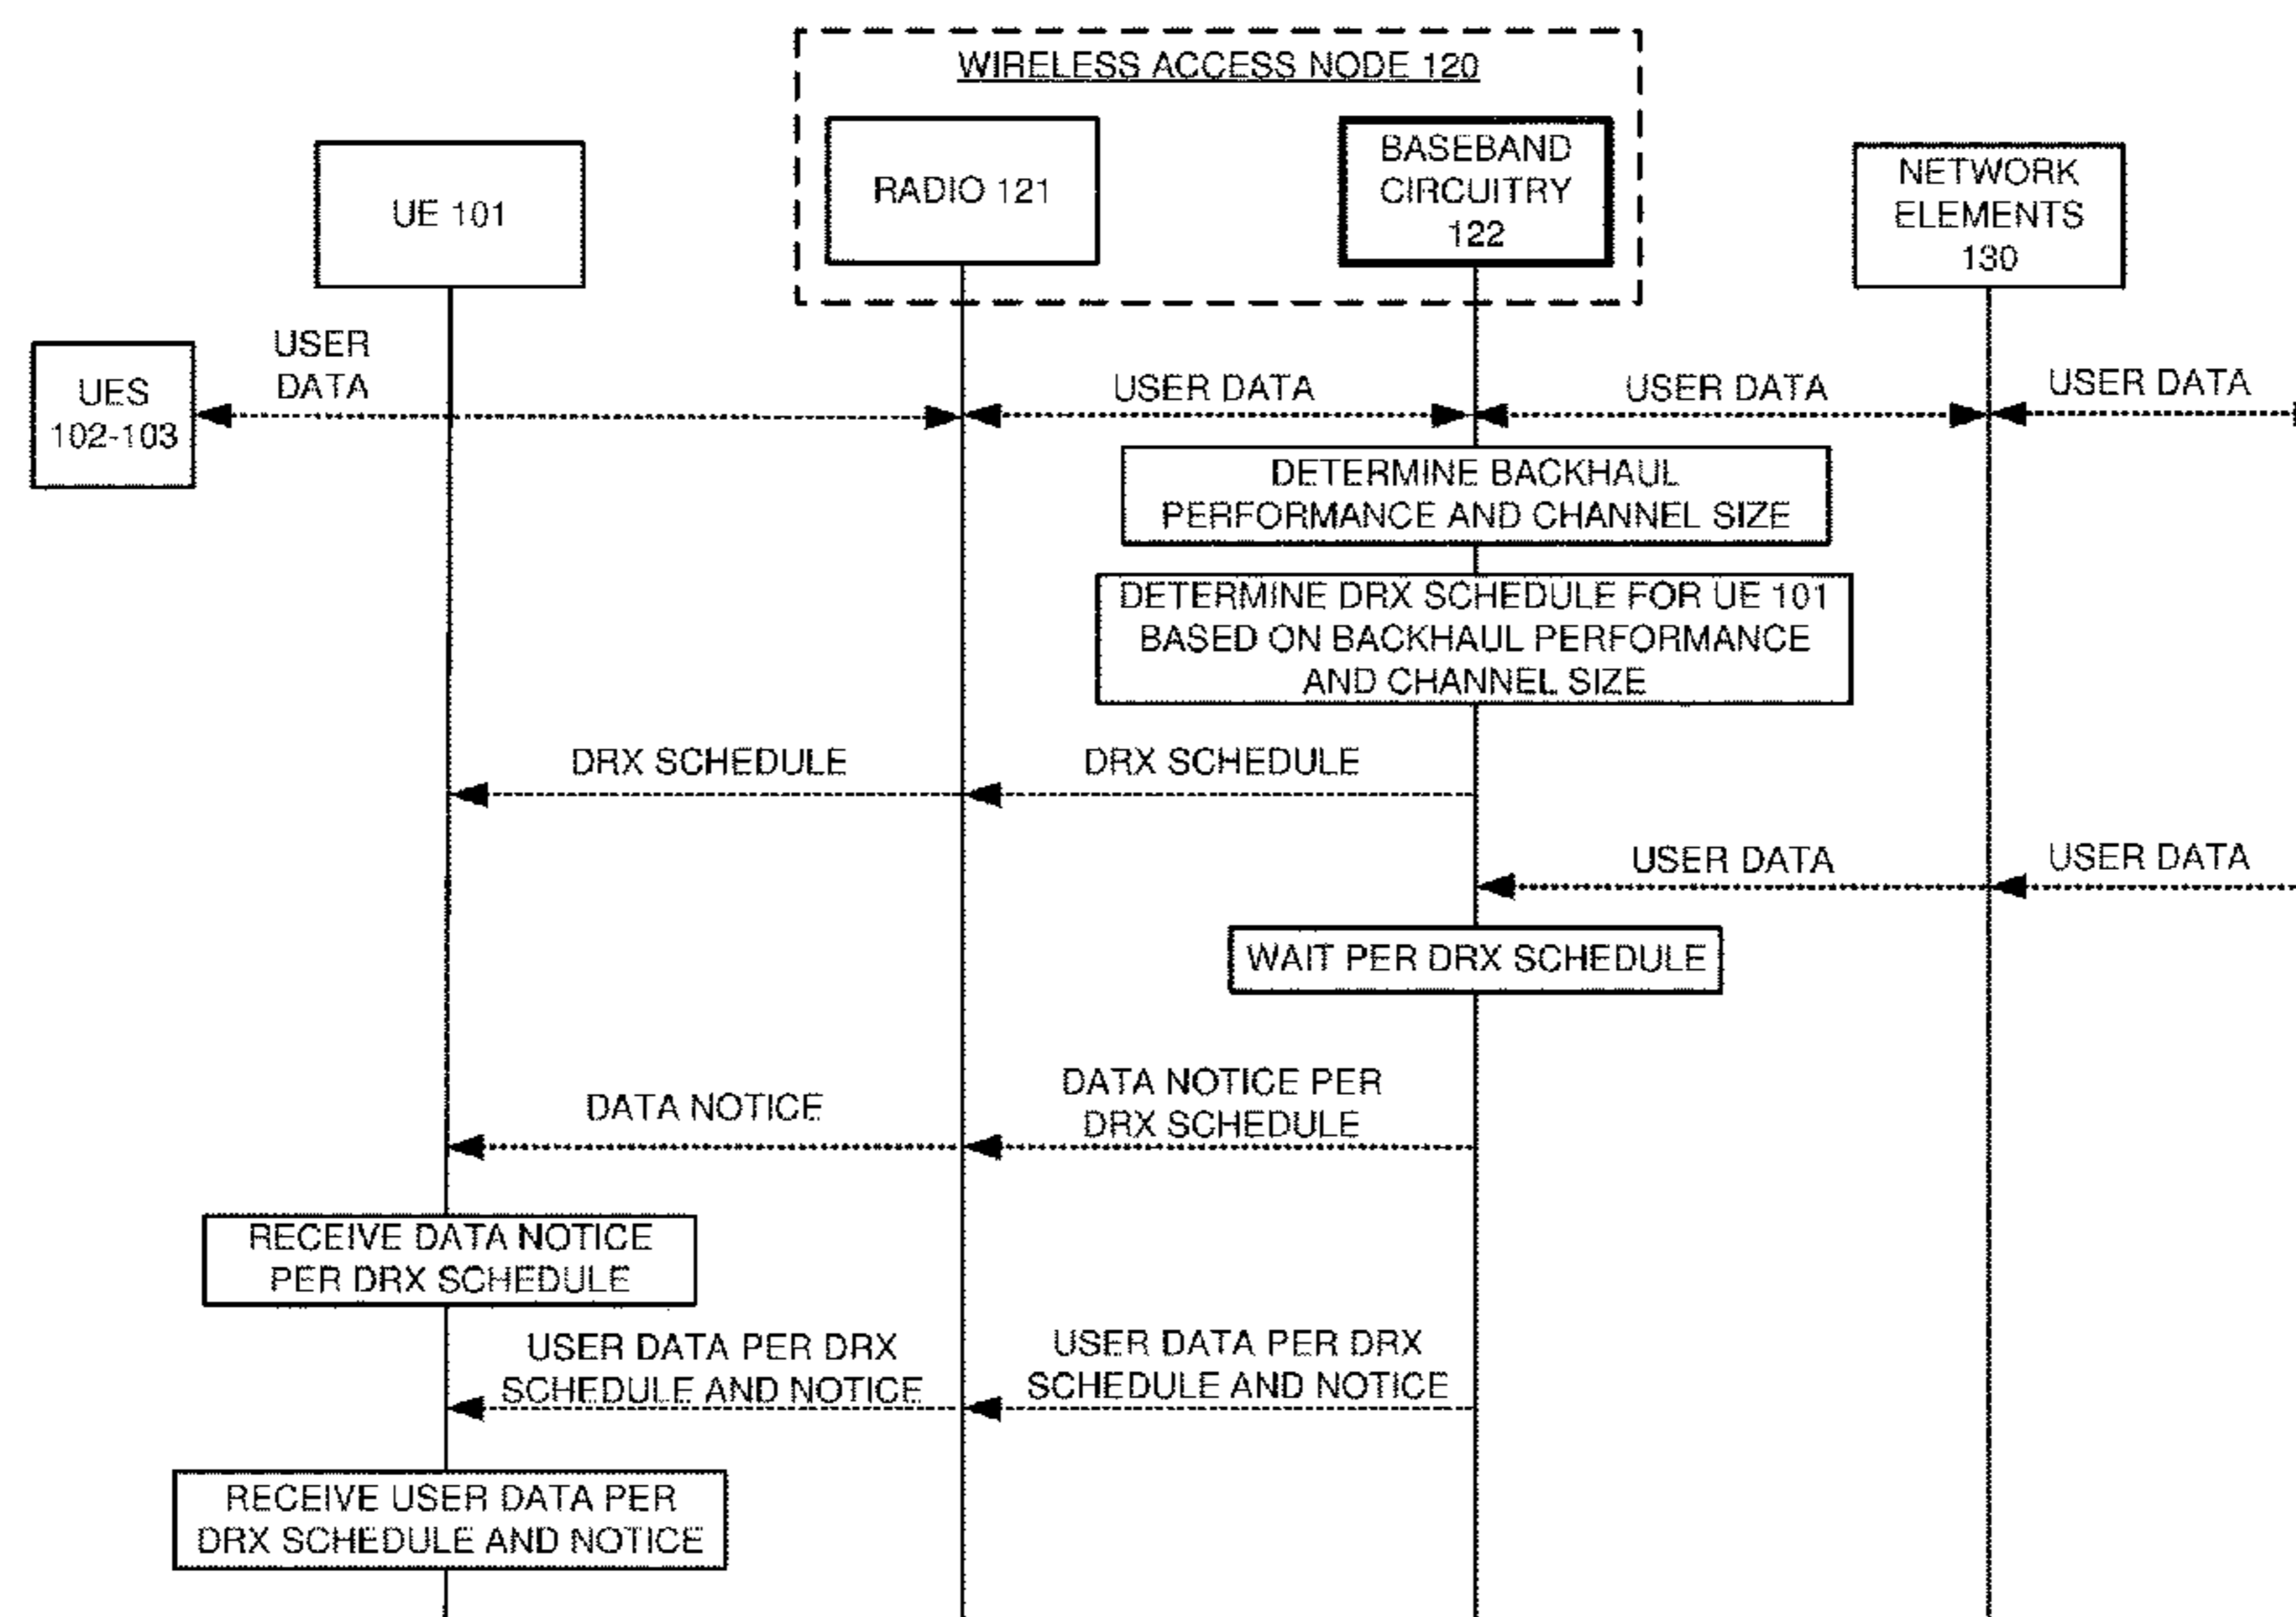 WIRELESS ACCESS NODE 120
UE 101
RADIO 121
BASEBAND
CIRCUITRY
122
NETWORK
ELEMENTS
130
UES
102-103
USER
DATA
USER DATA
USER DATA
USER DATA
DETERMINE BACKHAUL
PERFORMANCE AND CHANNEL SIZE
DETERMINE DRX SCHEDULE FOR UE 101
BASED ON BACKHAUL PERFORMANCE
AND CHANNEL SIZE
DRX SCHEDULE
DRX SCHEDULE
USER DATA
USER DATA
WAIT PER DRX SCHEDULE
DATA NOTICE
DATA NOTICE PER
DRX SCHEDULE
RECEIVE DATA NOTICE
PER DRX SCHEDULE
USER DATA PER DRX
SCHEDULE AND NOTICE
USER DATA PER DRX
SCHEDULE AND NOTICE
RECEIVE USER DATA PER
DRX SCHEDULE AND NOTICE